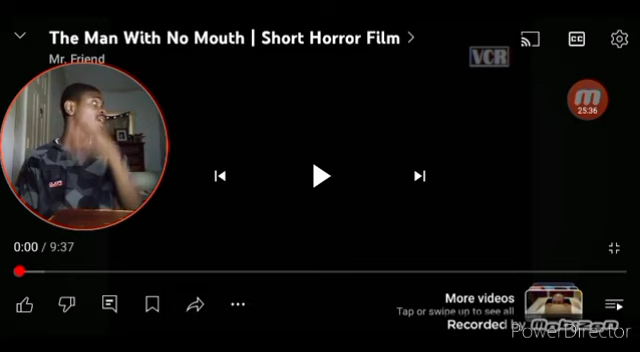 The Man With No Mouth | Short Horror Film
Mr. Friend
VCR
25:36
0:00 / 9:37
More videos
Tap or swipe up to see all
Recorded by Mobizen
PowerDirector